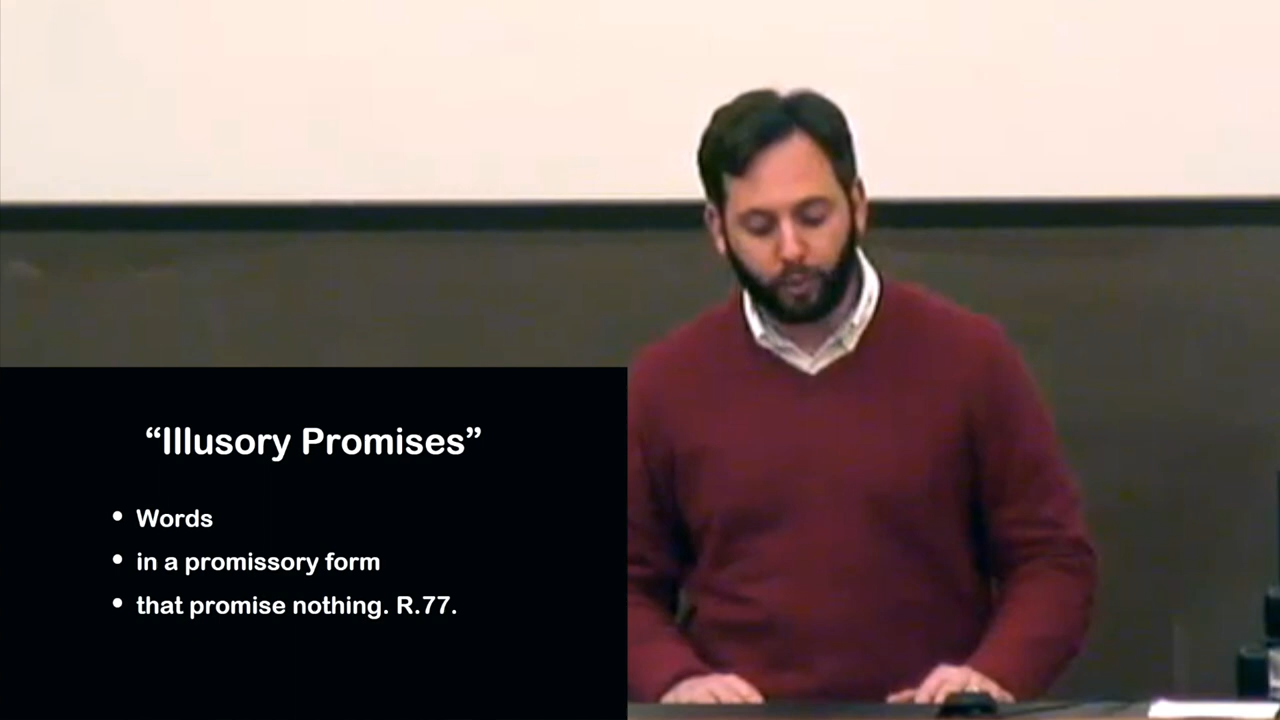 “Illusory Promises”
• Words
• in a promissory form
• that promise nothing. R.77.